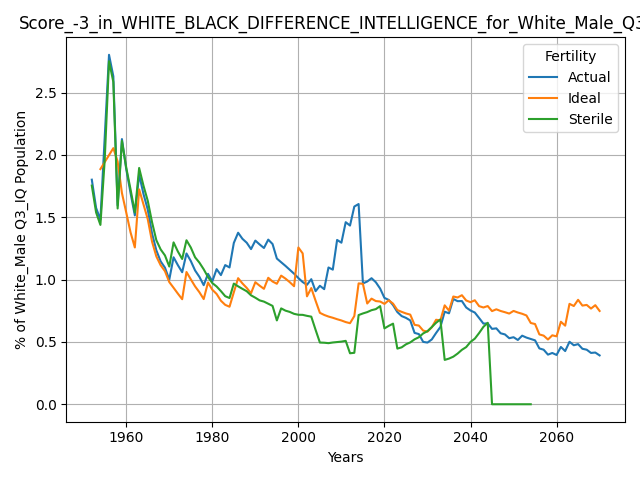 Score_-3_in_WHITE_BLACK_DIFFERENCE_INTELLIGENCE_for_White_Male_Q3
Fertility
Actual
Ideal
Sterile
% of White_Male Q3_IQ Population
2.5
2.0
1.5
1.0
0.5
0.0
1960
1980
2000
2020
2040
2060
Years